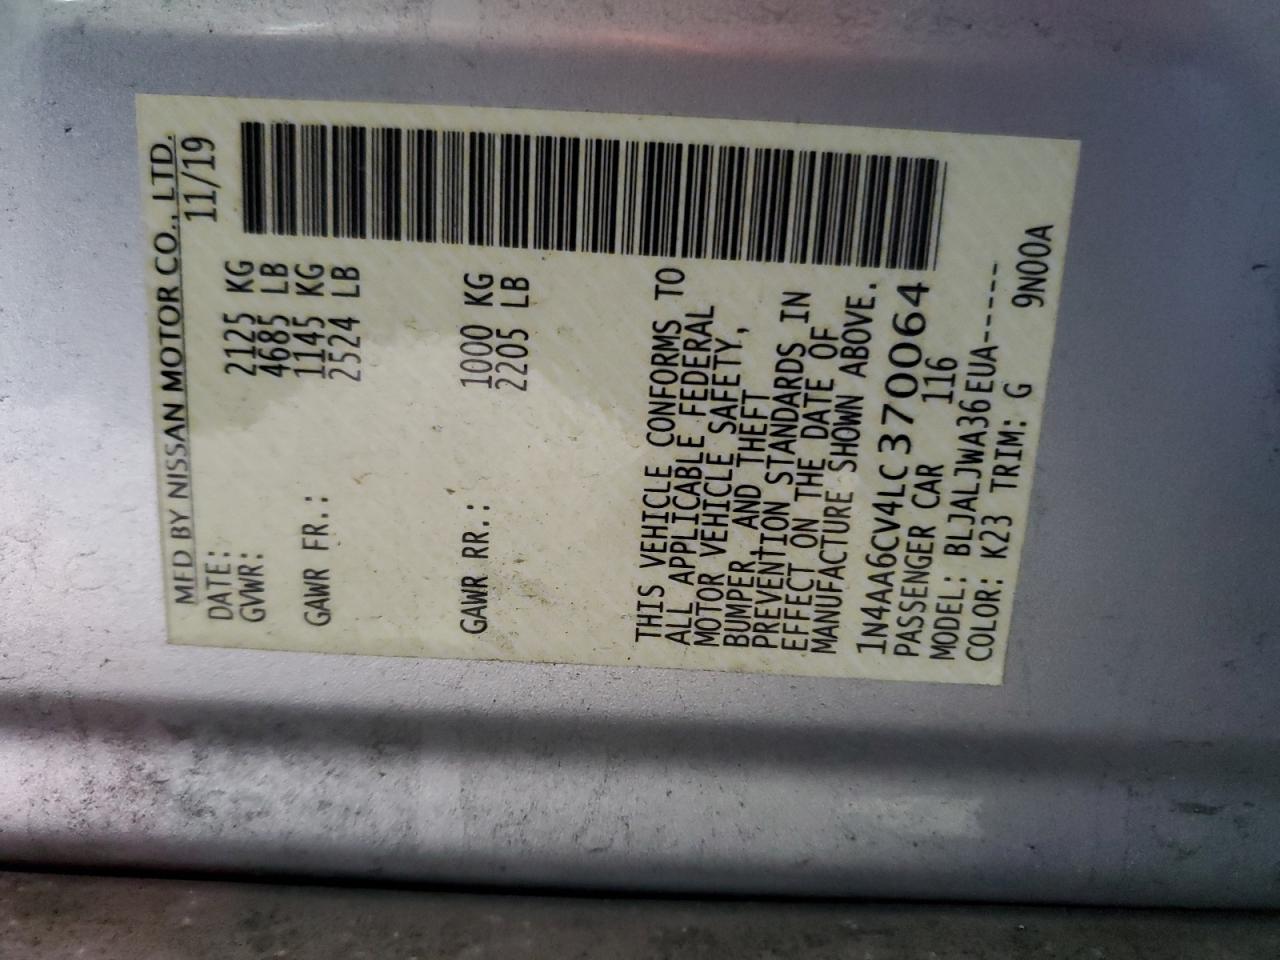 MFD BY NISSAN MOTOR CO., LTD.
DATE: 11/19
GVWR: 2125 KG
4685 LB
GAWR FR.: 1145 KG
2524 LB
GAWR RR.: 1000 KG
2205 LB
THIS VEHICLE CONFORMS TO
ALL APPLICABLE FEDERAL
MOTOR VEHICLE SAFETY,
BUMPER, AND THEFT
PREVENTION STANDARDS IN
EFFECT ON THE DATE OF
MANUFACTURE SHOWN ABOVE.
1N4AA6CV4LC370064
PASSENGER CAR 116
MODEL: BLJALJWA36EUA------
COLOR: K23 TRIM: G 9N00A